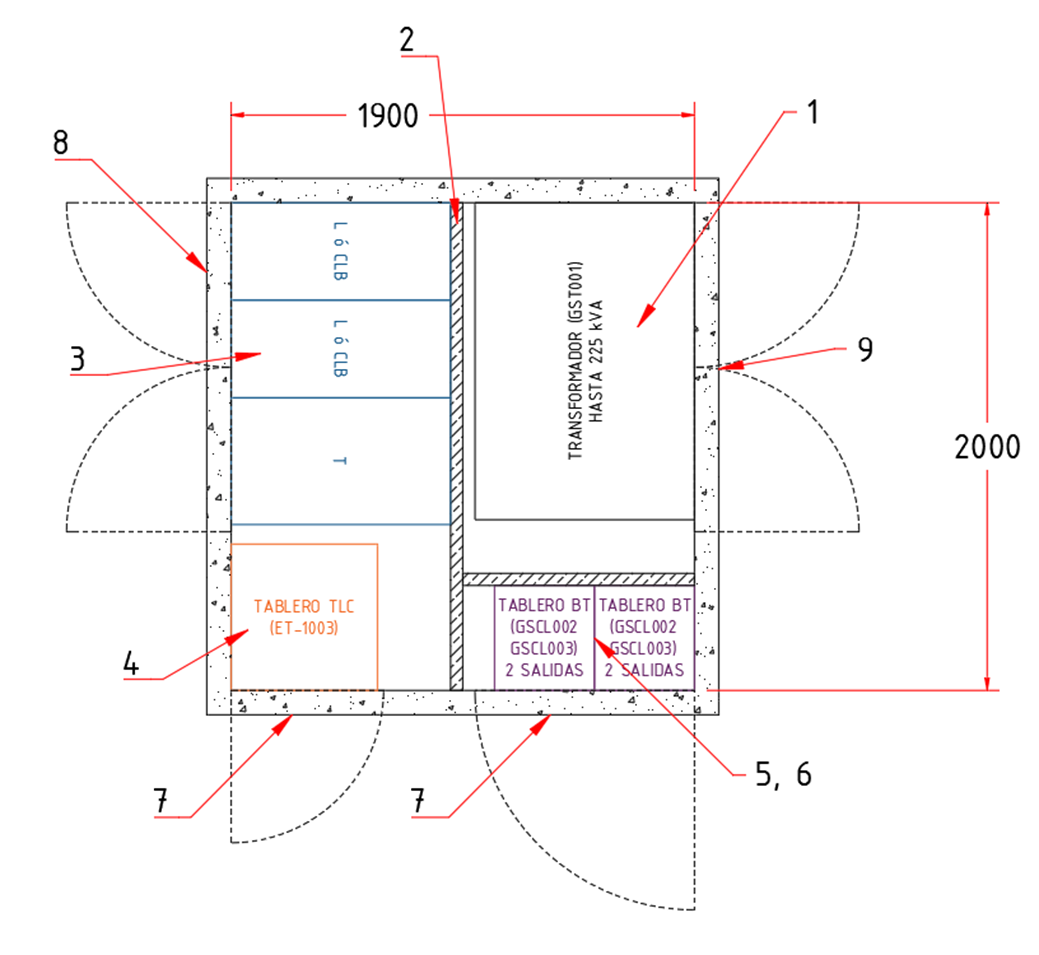 2
1900
1
8
L ó CLB
L ó CLB
T
TRANSFORMADOR (GST001)
HASTA 225 kVA
3
9
2000
TABLERO TLC
(ET-1003)
TABLERO BT
(GSCL002
GSCL003)
2 SALIDAS
TABLERO BT
(GSCL002
GSCL003)
2 SALIDAS
4
5, 6
7
7